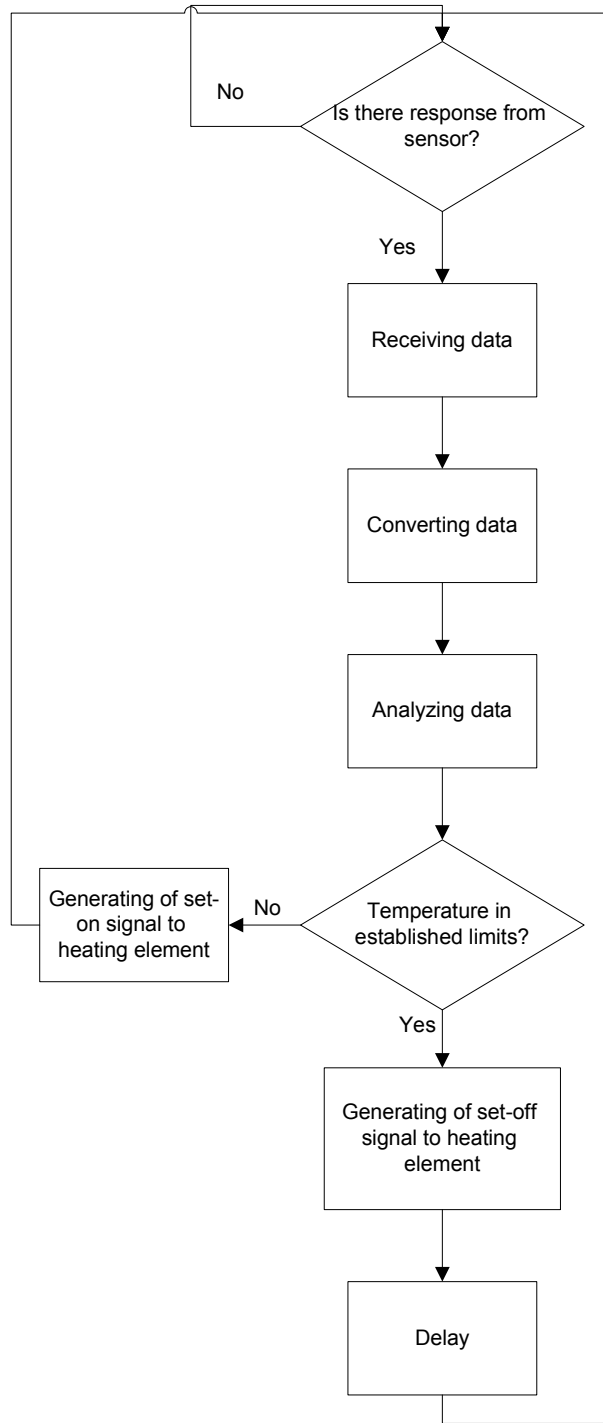 No
Is there response from
sensor?
Yes
Receiving data
Converting data
Analyzing data
Generating of set-
on signal to
heating element
No
Temperature in
established limits?
Yes
Generating of set-off
signal to heating
element
Delay